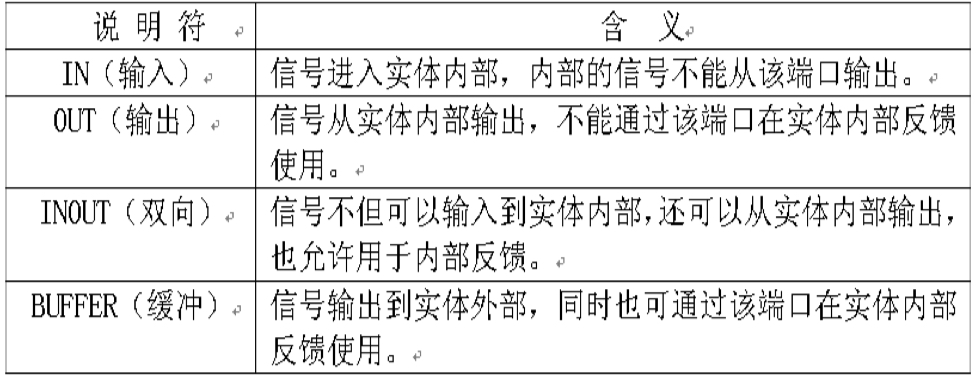 说 明 符
含 义
IN（输入）
信号进入实体内部，内部的信号不能从该端口输出。
OUT（输出）
信号从实体内部输出，不能通过该端口在实体内部反馈
使用。
INOUT（双向）
信号不但可以输入到实体内部，还可以从实体内部输出，
也允许用于内部反馈。
BUFFER（缓冲）
信号输出到实体外部，同时也可通过该端口在实体内部
反馈使用。